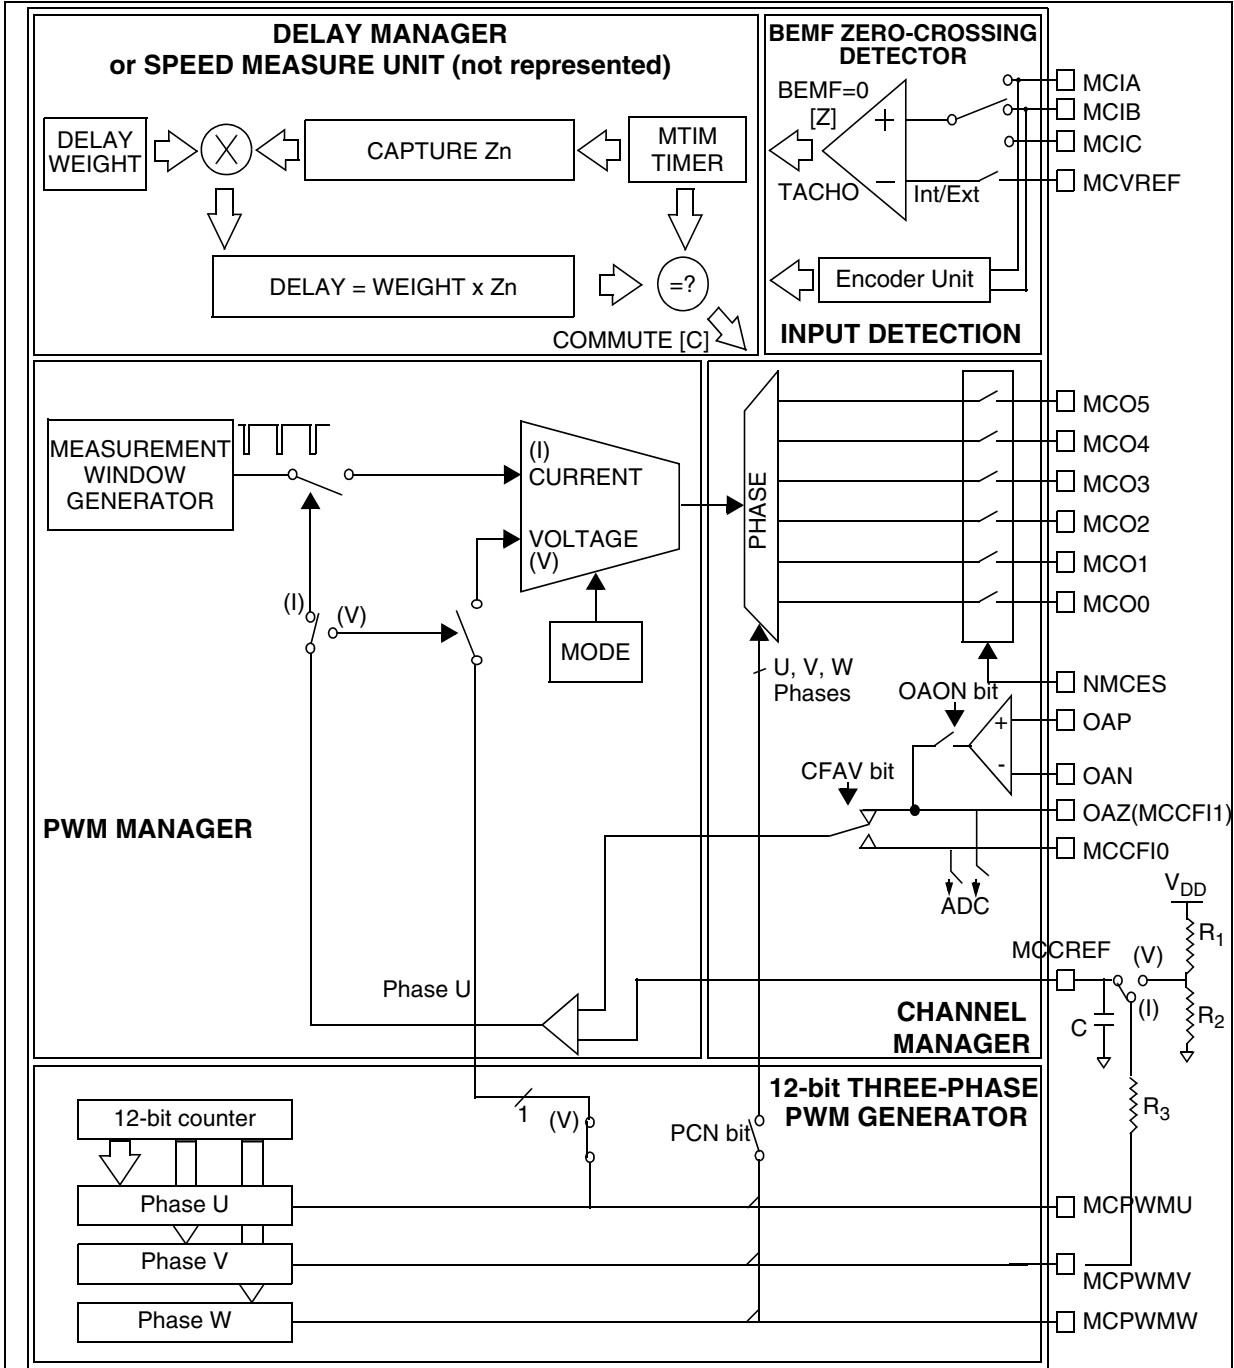 DELAY MANAGER
or SPEED MEASURE UNIT (not represented)
DELAY
WEIGHT
X
CAPTURE Zn
MTIM
TIMER
DELAY = WEIGHT x Zn
=?
COMMUTE [C]
BEMF ZERO-CROSSING
DETECTOR
BEMF=0
[Z]
+
–
TACHO
Int/Ext
Encoder Unit
INPUT DETECTION
MCIA
MCIB
MCIC
MCVREF
MEASUREMENT
WINDOW
GENERATOR
(I)
CURRENT
VOLTAGE
(V)
(I)
(V)
MODE
PWM MANAGER
Phase U
PHASE
U, V, W
Phases
OAON bit
+
-
CFAV bit
ADC
CHANNEL
MANAGER
MCO5
MCO4
MCO3
MCO2
MCO1
MCO0
NMCES
OAP
OAN
OAZ(MCCFI1)
MCCFI0
VDD
R1
MCCREF
(V)
(I)
C
R2
R3
12-bit THREE-PHASE
PWM GENERATOR
12-bit counter
1
(V)
PCN bit
Phase U
Phase V
Phase W
MCPWMU
MCPWMV
MCPWMW